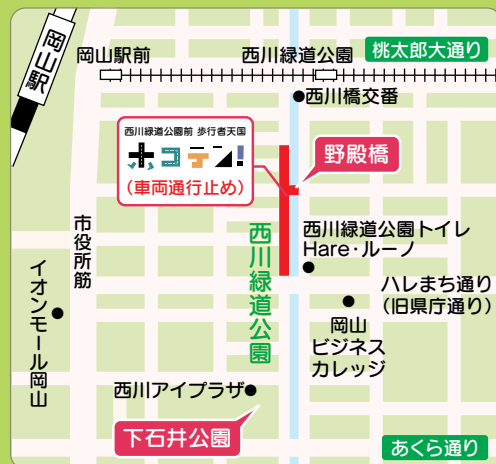 岡山駅
岡山駅前
西川緑道公園
桃太郎大通り
西川橋交番
西川緑道公園前 歩行者天国
ホコテン!
(車両通行止め)
野殿橋
市役所筋
西川緑道公園
西川緑道公園トイレ
Hare・ルーノ
ハレまち通り
(旧県庁通り)
イオンモール岡山
岡山
ビジネス
カレッジ
西川アイプラザ
下石井公園
あくら通り